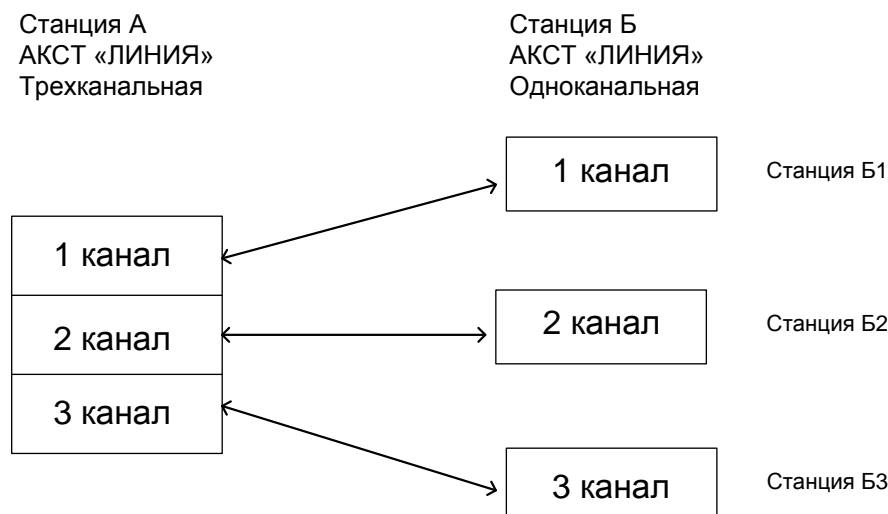 Станция А
АКСТ «ЛИНИЯ»
Трехканальная
Станция Б
АКСТ «ЛИНИЯ»
Одноканальная
1 канал
Станция Б1
1 канал
2 канал
Станция Б2
2 канал
3 канал
3 канал
Станция Б3